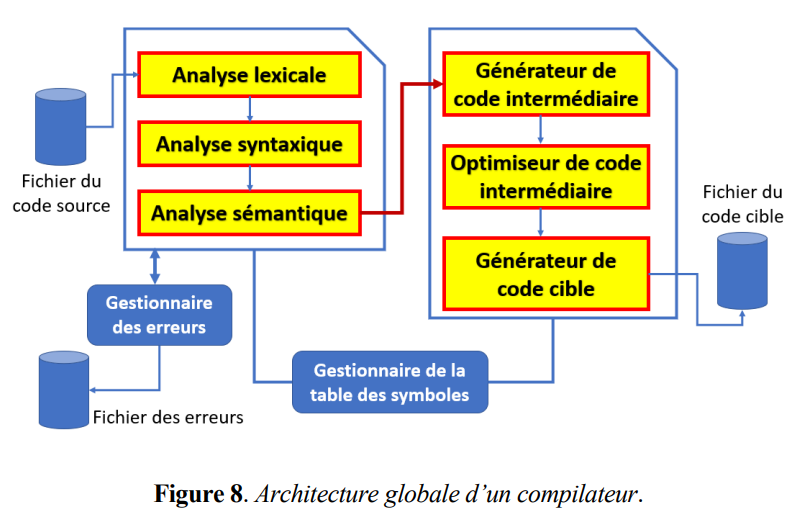 Analyse lexicale
Analyse syntaxique
Analyse sémantique
Fichier du
code source
Générateur de
code intermédiaire
Optimiseur de code
intermédiaire
Générateur de
code cible
Fichier du
code cible
Gestionnaire
des erreurs
Fichier des erreurs
Gestionnaire de la
table des symboles
Figure 8. Architecture globale d’un compilateur.